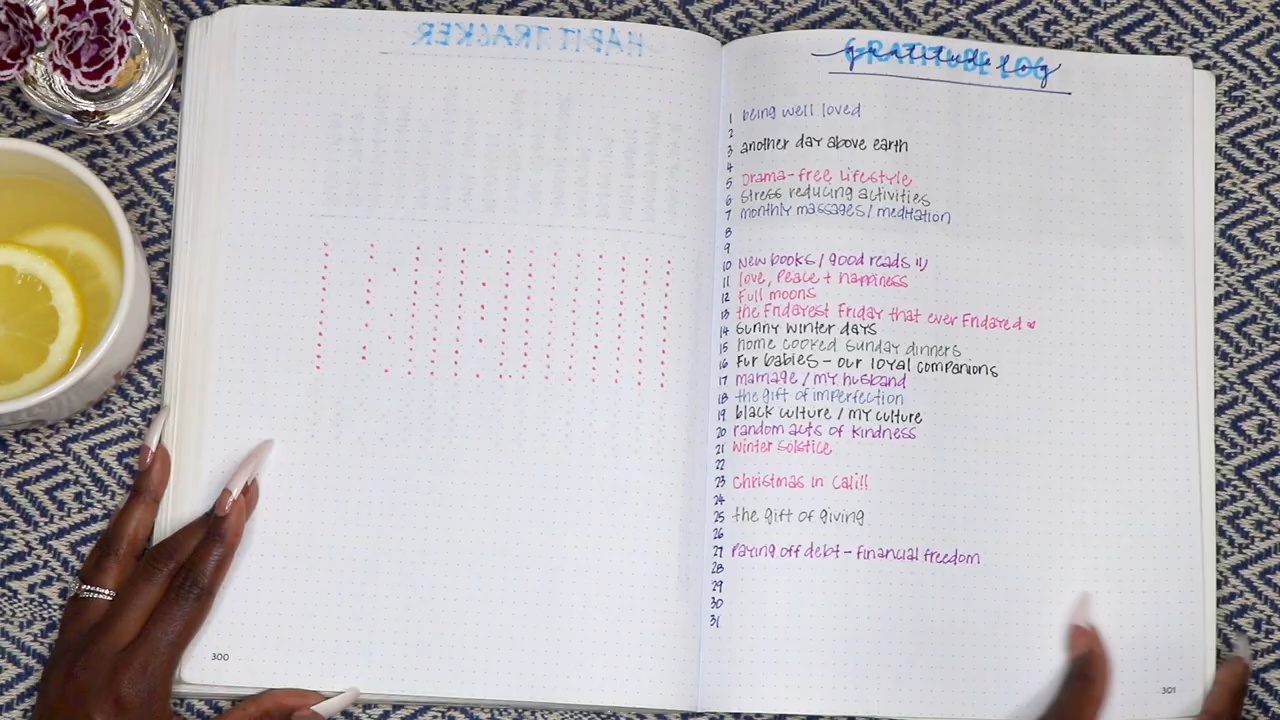 HABIT TRACKER
GRATITUDE LOG
gratitude log
1 being well loved
2
3 another day above earth
4
5 Drama-free lifestyle
6 Stress reducing activities
7 monthly massages / meditation
8
9
10 New books / good reads
11 love, peace + happiness
12 Full moons
13 the Fridayest Friday that ever Fridayed
14 Sunny winter days
15 home cooked Sunday dinners
16 Fur babies - our loyal companions
17 marriage / my husband
18 the gift of imperfection
19 black culture / my culture
20 random acts of kindness
21 winter solstice
22
23 Christmas in Cali!!
24
25 the gift of giving
26
27 Paying off debt - financial freedom
28
29
30
31
300
301